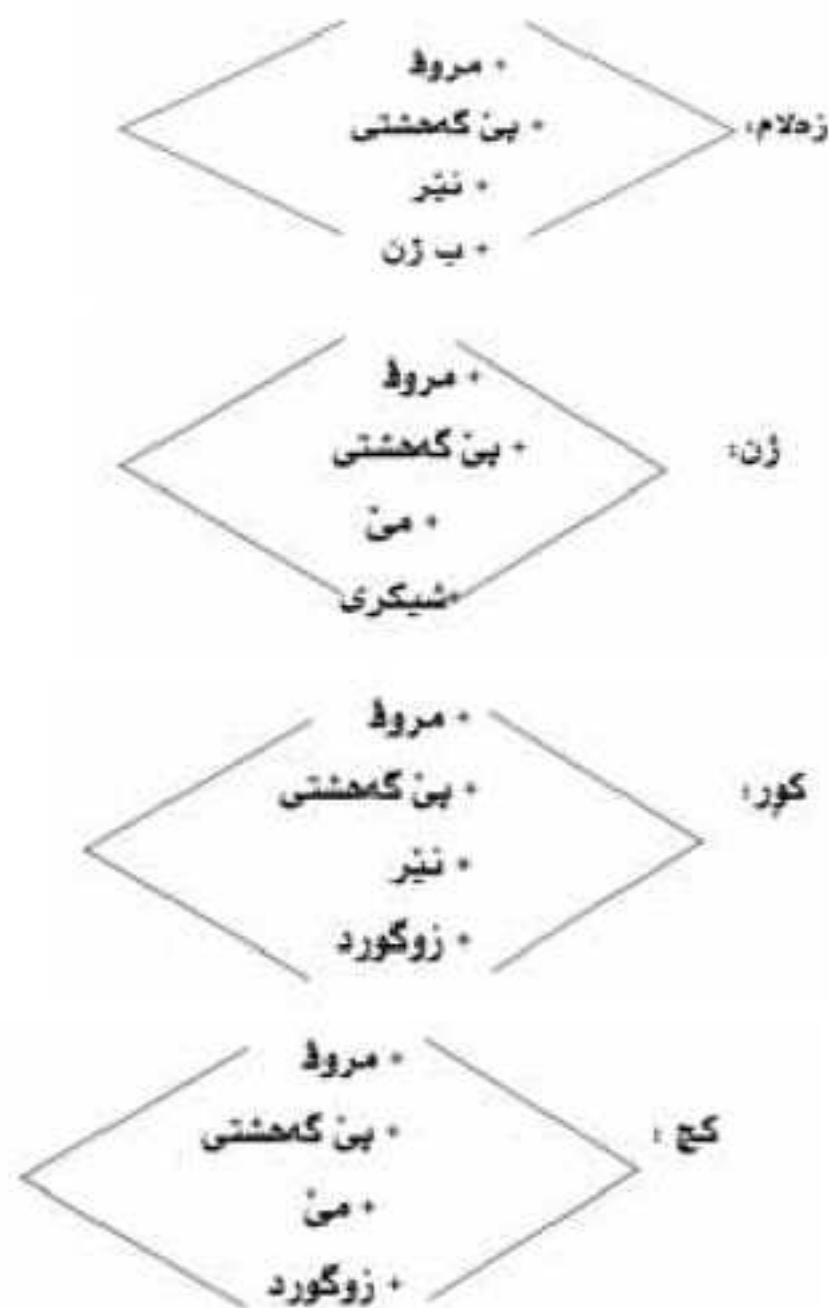 + مروڤ
زەلام: + پێ گەهشتی
+ نێر
+ ب ژن
+ مروڤ
ژن: + پێ گەهشتی
+ مێ
+شیکری
+ مروڤ
کوڕ: + پێ گەهشتی
+ نێر
+ زوگورد
+ مروڤ
کچ : + پێ گەهشتی
+ مێ
+ زوگورد